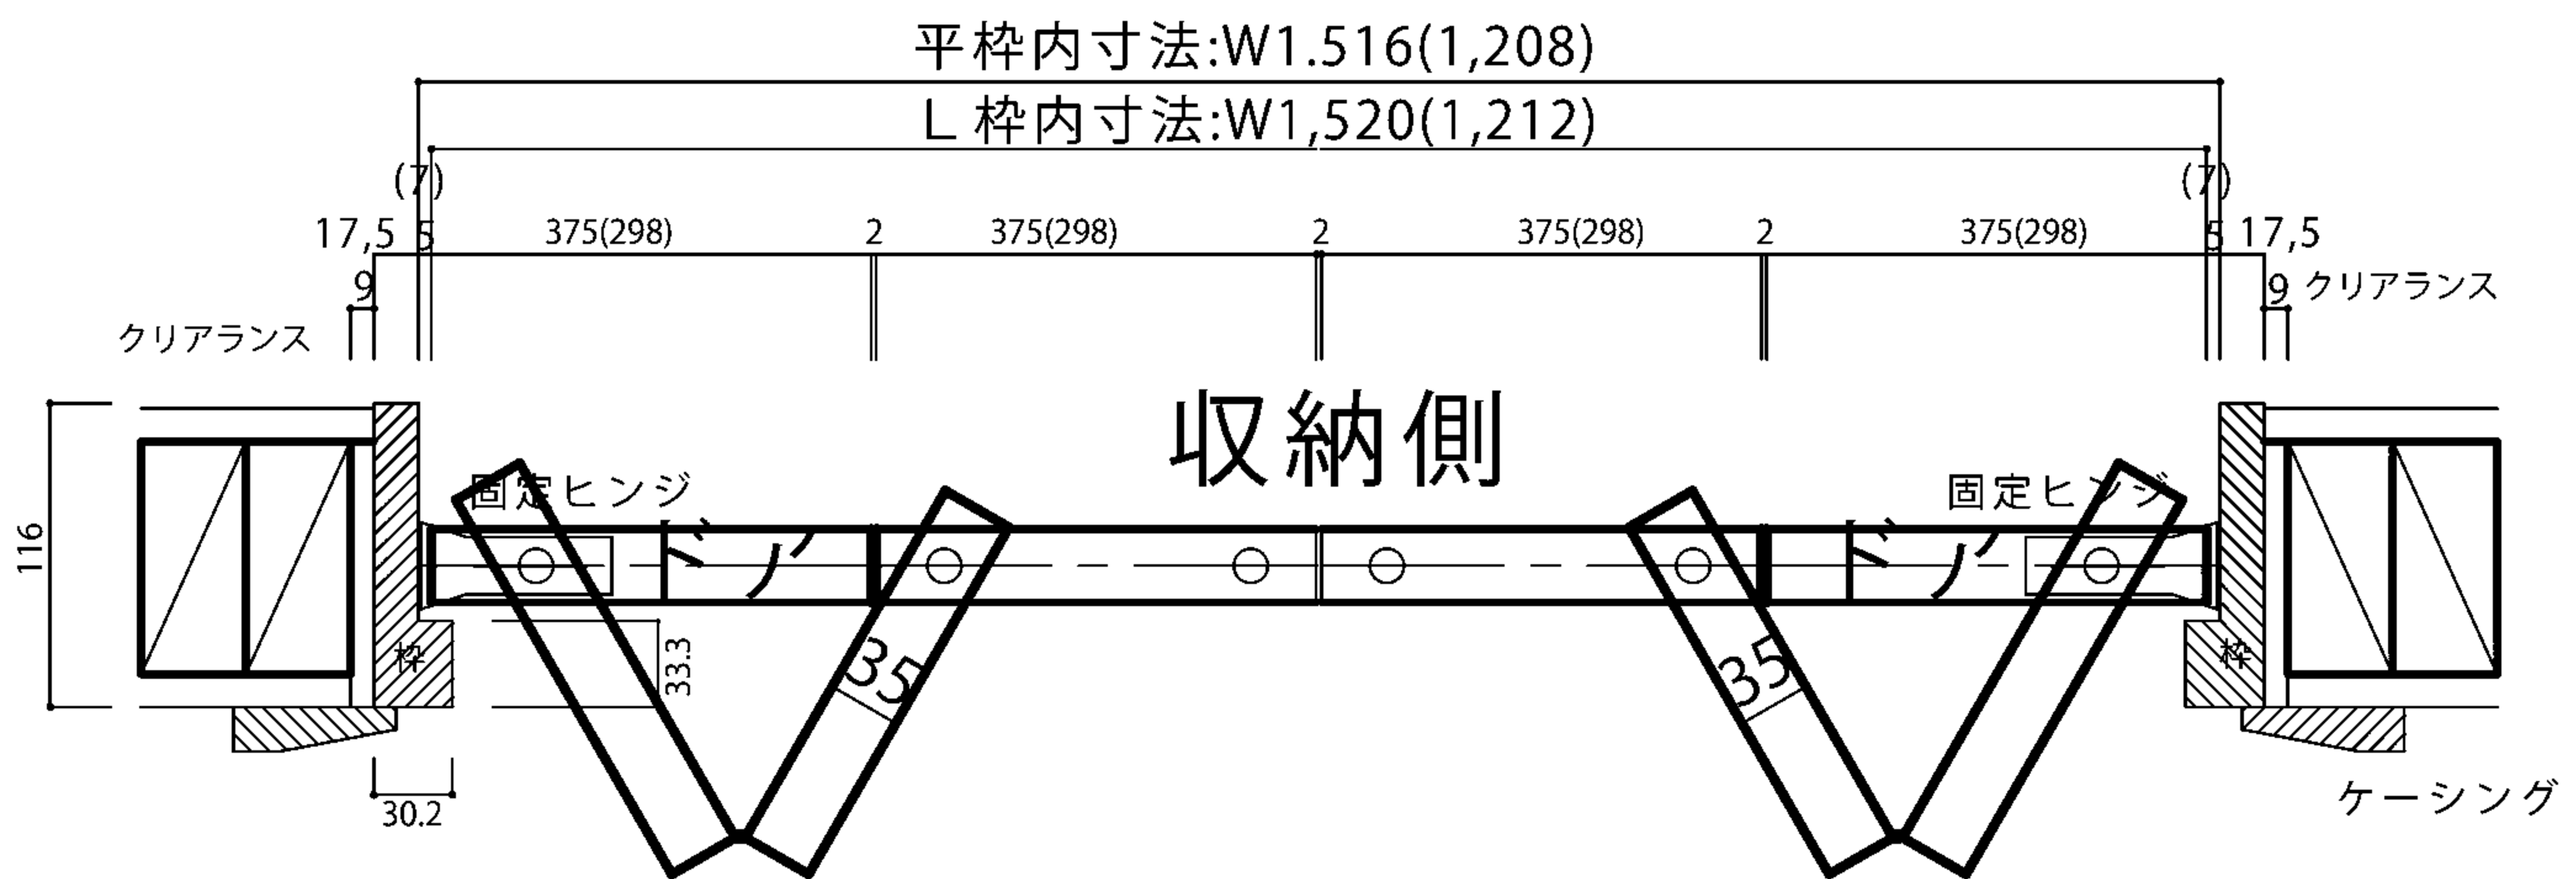 平枠内寸法:W1.516(1,208)
L 枠内寸法:W1,520(1,212)
(7) (7)
17,5 5 375(298) 2 375(298) 2 375(298) 2 375(298) 5 17,5
9 9 クリアランス
クリアランス
収納側
固定ヒンジ 固定ヒンジ
116
枠 33.3 35 35 枠
30.2
ケーシング